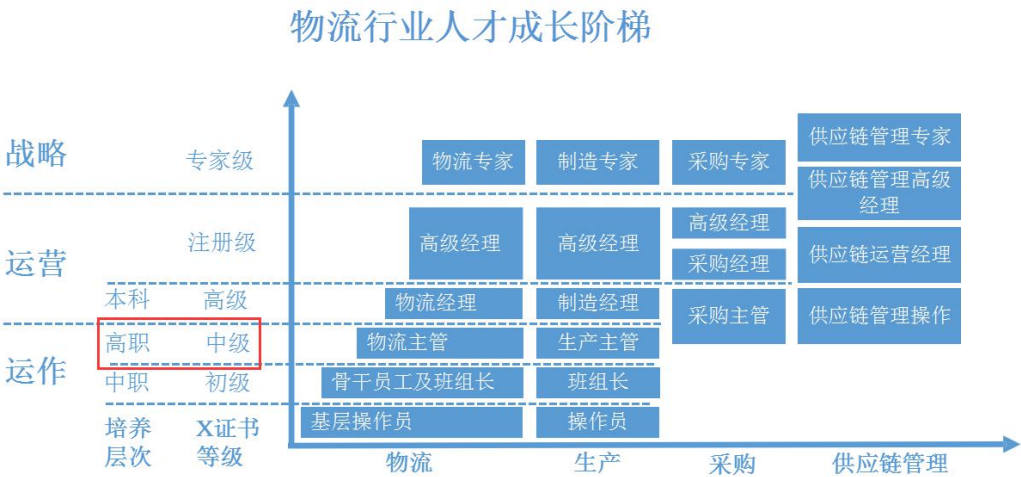 物流行业人才成长阶梯
战略
专家级
物流专家
制造专家
采购专家
供应链管理专家
供应链管理高级
经理
运营
注册级
高级经理
高级经理
高级经理
采购经理
供应链运营经理
本科
高级
物流经理
制造经理
采购主管
供应链管理操作
运作
高职
中级
物流主管
生产主管
中职
初级
骨干员工及班组长
班组长
基层操作员
操作员
培养
层次
X证书
等级
物流
生产
采购
供应链管理